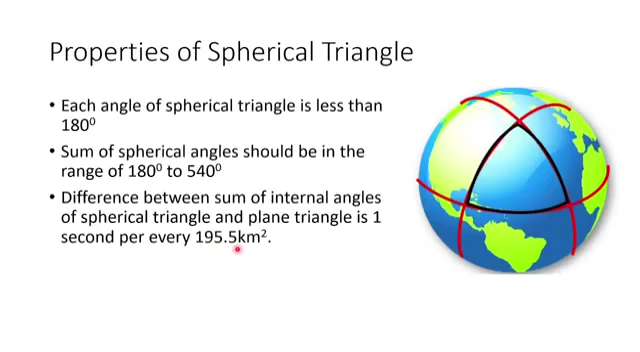 Properties of Spherical Triangle
• Each angle of spherical triangle is less than
180⁰
• Sum of spherical angles should be in the
range of 180⁰ to 540⁰
• Difference between sum of internal angles
of spherical triangle and plane triangle is 1
second per every 195.5km².